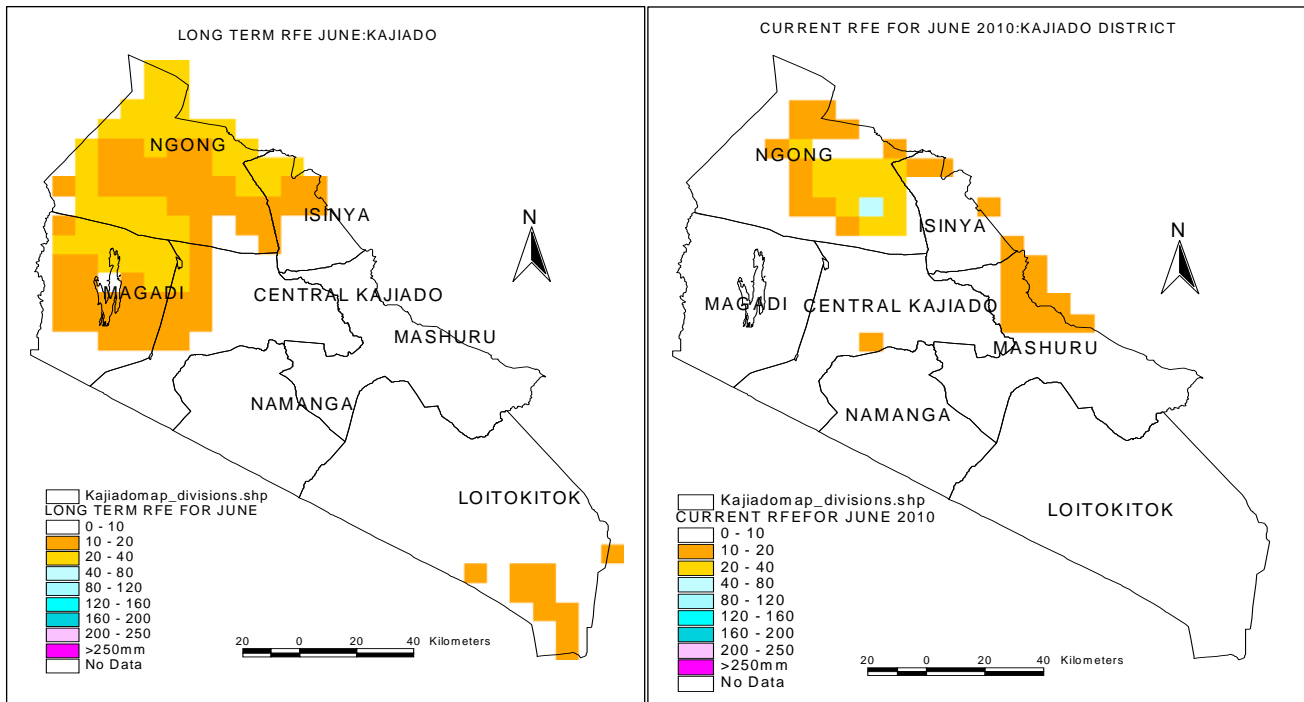 LONG TERM RFE JUNE:KAJIADO
NGONG
ISINYA
N
MAGADI
CENTRAL KAJIADO
MASHURU
NAMANGA
LOITOKITOK
Kajiadomap_divisions.shp
LONG TERM RFE FOR JUNE
0 - 10
10 - 20
20 - 40
40 - 80
80 - 120
120 - 160
160 - 200
200 - 250
>250mm
No Data
20 0 20 40 Kilometers
CURRENT RFE FOR JUNE 2010:KAJIADO DISTRICT
NGONG
ISINYA
N
MAGADI
CENTRAL KAJIADO
MASHURU
NAMANGA
LOITOKITOK
Kajiadomap_divisions.shp
CURRENT RFEFOR JUNE 2010
0 - 10
10 - 20
20 - 40
40 - 80
80 - 120
120 - 160
160 - 200
200 - 250
>250mm
No Data
20 0 20 40 Kilometers